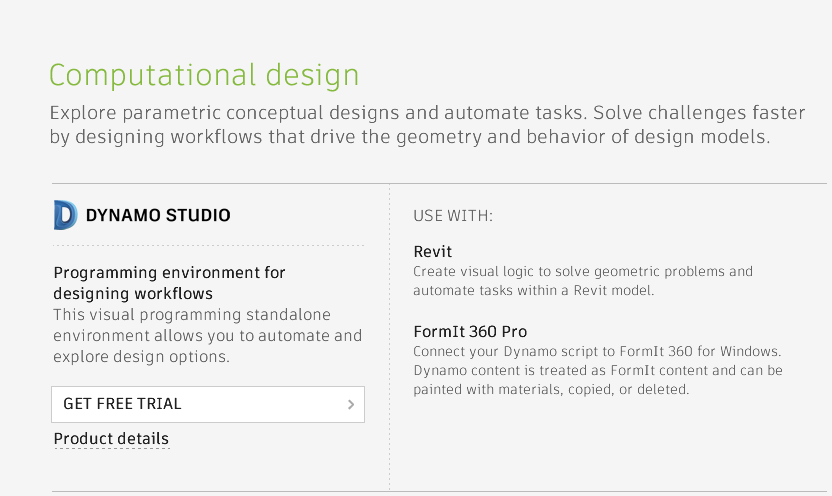 Computational design
Explore parametric conceptual designs and automate tasks. Solve challenges faster
by designing workflows that drive the geometry and behavior of design models.
DYNAMO STUDIO
Programming environment for
designing workflows
This visual programming standalone
environment allows you to automate and
explore design options.
GET FREE TRIAL
Product details
USE WITH:
Revit
Create visual logic to solve geometric problems and
automate tasks within a Revit model.
FormIt 360 Pro
Connect your Dynamo script to FormIt 360 for Windows.
Dynamo content is treated as FormIt content and can be
painted with materials, copied, or deleted.